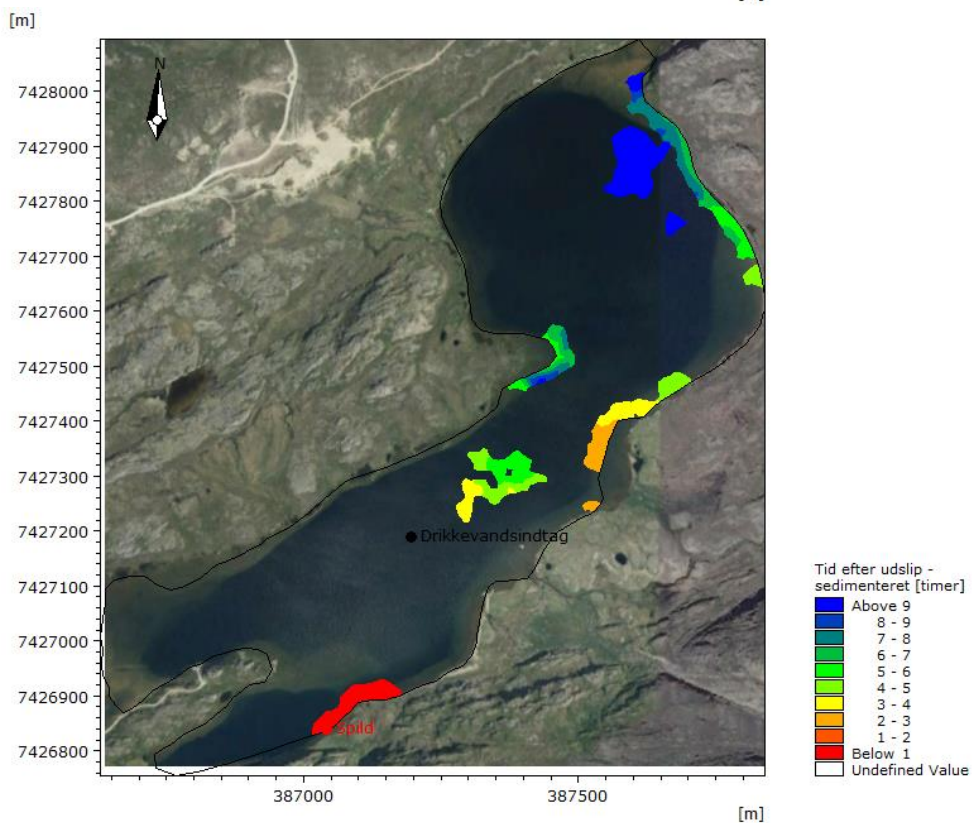 [m]
N
7428000
7427900
7427800
7427700
7427600
7427500
7427400
7427300
7427200
7427100
7427000
6426900
7426800
Drikkevandsindtag
Spild
387000
387500
[m]
Tid efter udslip -
sedimenteret [timer]
Above 9
8 - 9
7 - 8
6 - 7
5 - 6
4 - 5
3 - 4
2 - 3
1 - 2
Below 1
Undefined Value